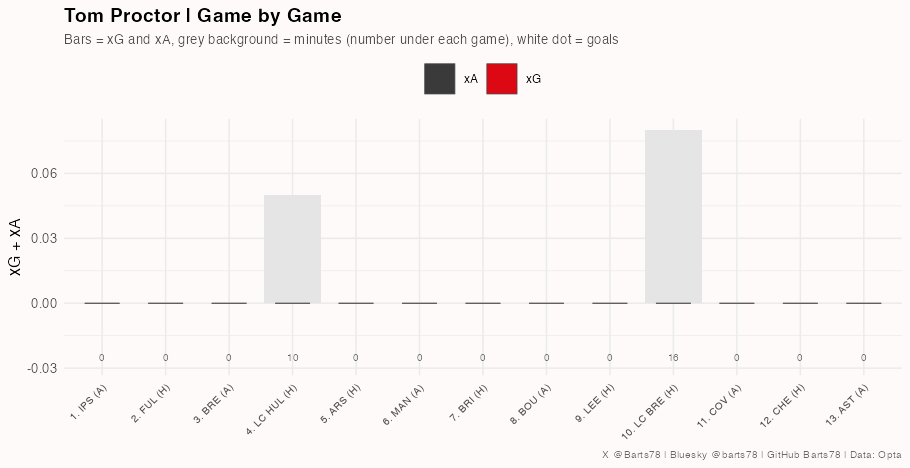 Tom Proctor | Game by Game
Bars = xG and xA, grey background = minutes (number under each game), white dot = goals
xA xG
xG + xA
0.06
0.03
0.00
-0.03
0 0 0 10 0 0 0 0 0 16 0 0 0
1. IPS (A)
2. FUL (H)
3. BRE (A)
4. LC HUL (H)
5. ARS (H)
6. MAN (A)
7. BRI (H)
8. BOU (A)
9. LEE (H)
10. LC BRE (H)
11. COV (A)
12. CHE (H)
13. AST (A)
X @Barts78 | Bluesky @barts78 | GitHub Barts78 | Data: Opta